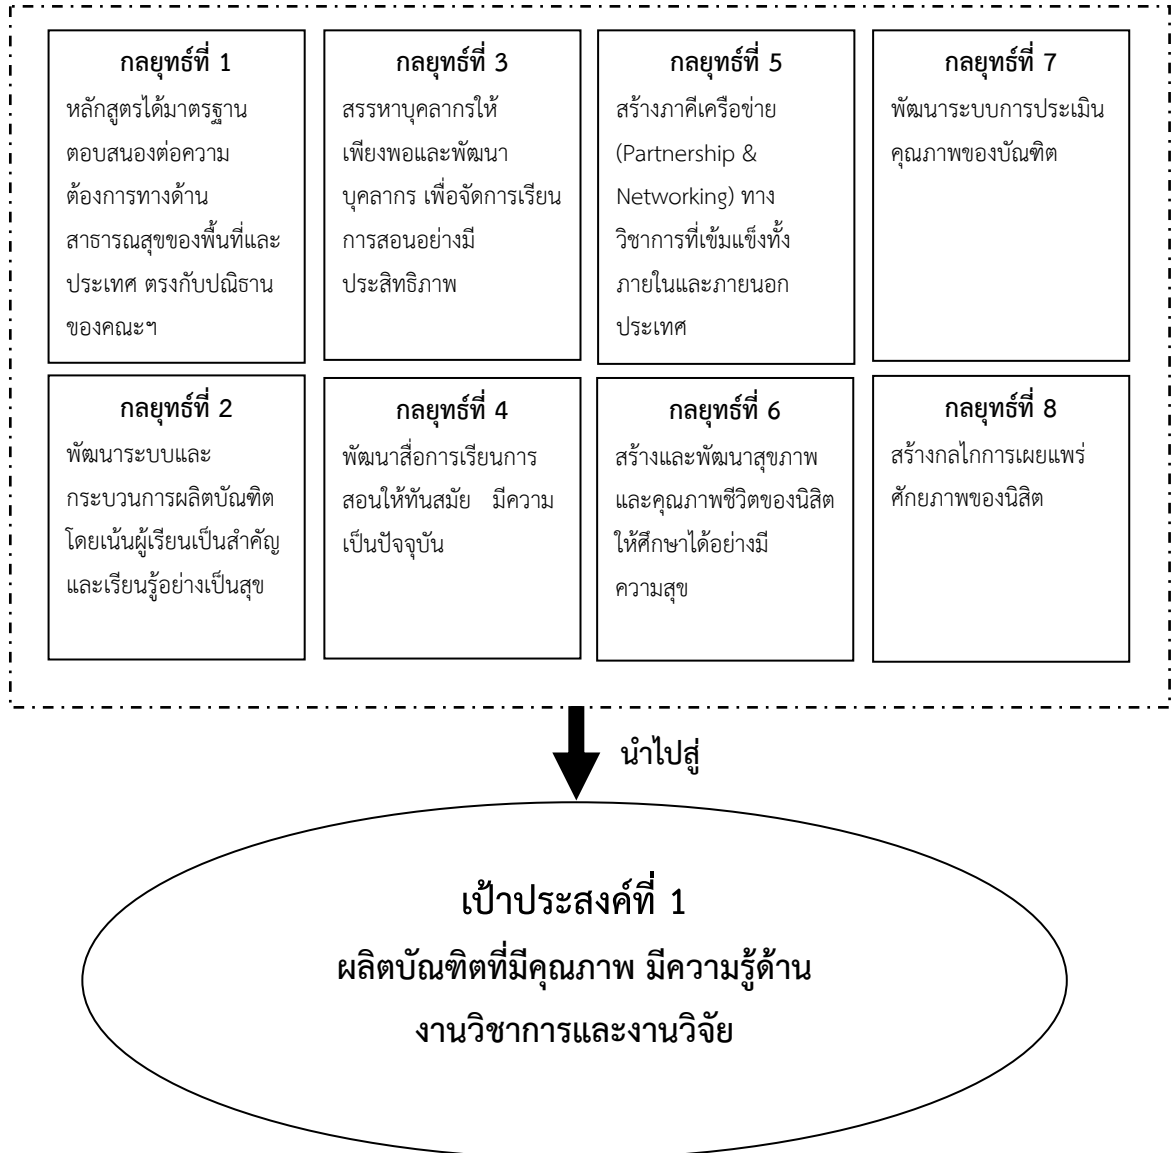 กลยุทธ์ที่ 1
หลักสูตรได้มาตรฐาน
ตอบสนองต่อความ
ต้องการทางด้าน
สาธารณสุขของพื้นที่และ
ประเทศ ตรงกับปณิธาน
ของคณะฯ
กลยุทธ์ที่ 3
สรรหาบุคลากรให้
เพียงพอและพัฒนา
บุคลากร เพื่อจัดการเรียน
การสอนอย่างมี
ประสิทธิภาพ
กลยุทธ์ที่ 5
สร้างภาคีเครือข่าย
(Partnership &
Networking) ทาง
วิชาการที่เข้มแข็งทั้ง
ภายในและภายนอก
ประเทศ
กลยุทธ์ที่ 7
พัฒนาระบบการประเมิน
คุณภาพของบัณฑิต
กลยุทธ์ที่ 2
พัฒนาระบบและ
กระบวนการผลิตบัณฑิต
โดยเน้นผู้เรียนเป็นสำคัญ
และเรียนรู้อย่างเป็นสุข
กลยุทธ์ที่ 4
พัฒนาสื่อการเรียนการ
สอนให้ทันสมัย มีความ
เป็นปัจจุบัน
กลยุทธ์ที่ 6
สร้างและพัฒนาสุขภาพ
และคุณภาพชีวิตของนิสิต
ให้ศึกษาได้อย่างมี
ความสุข
กลยุทธ์ที่ 8
สร้างกลไกการเผยแพร่
ศักยภาพของนิสิต
นำไปสู่
เป้าประสงค์ที่ 1
ผลิตบัณฑิตที่มีคุณภาพ มีความรู้ด้าน
งานวิชาการและงานวิจัย